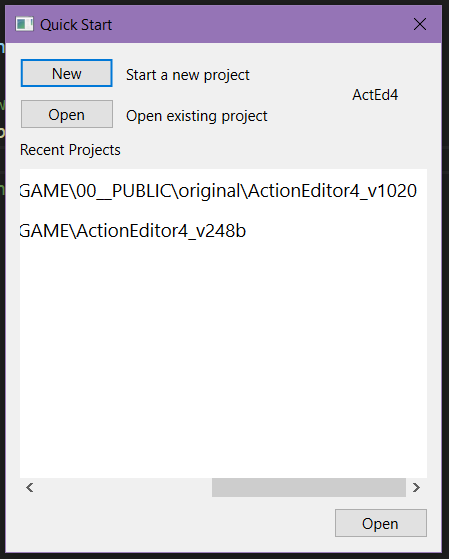 Quick Start
New
Start a new project
ActEd4
Open
Open existing project
Recent Projects
GAME\00__PUBLIC\original\ActionEditor4_v1020
GAME\ActionEditor4_v248b
Open